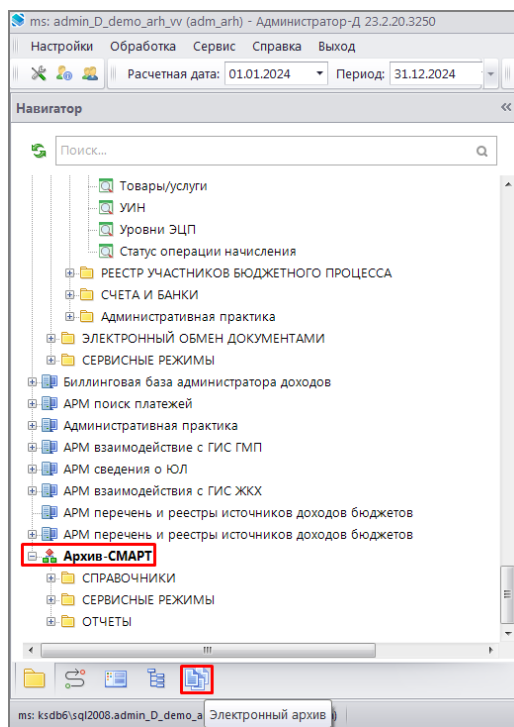 ms: admin_D_demo_arh_vv (adm_arh) - Администратор-Д 23.2.20.3250
Настройки Обработка Сервис Справка Выход
Расчетная дата: 01.01.2024 Период: 31.12.2024
Навигатор
Поиск...
Товары/услуги
УИН
Уровни ЭЦП
Статус операции начисления
РЕЕСТР УЧАСТНИКОВ БЮДЖЕТНОГО ПРОЦЕССА
СЧЕТА И БАНКИ
Административная практика
ЭЛЕКТРОННЫЙ ОБМЕН ДОКУМЕНТАМИ
СЕРВИСНЫЕ РЕЖИМЫ
Биллинговая база администратора доходов
АРМ поиск платежей
Административная практика
АРМ взаимодействие с ГИС ГМП
АРМ сведения о ЮЛ
АРМ взаимодействия с ГИС ЖКХ
АРМ перечень и реестры источников доходов бюджетов
АРМ перечень и реестры источников доходов бюджетов
Архив-СМАРТ
СПРАВОЧНИКИ
СЕРВИСНЫЕ РЕЖИМЫ
ОТЧЕТЫ
ms: ksdb6\sql2008.admin_D_demo_a Электронный архив